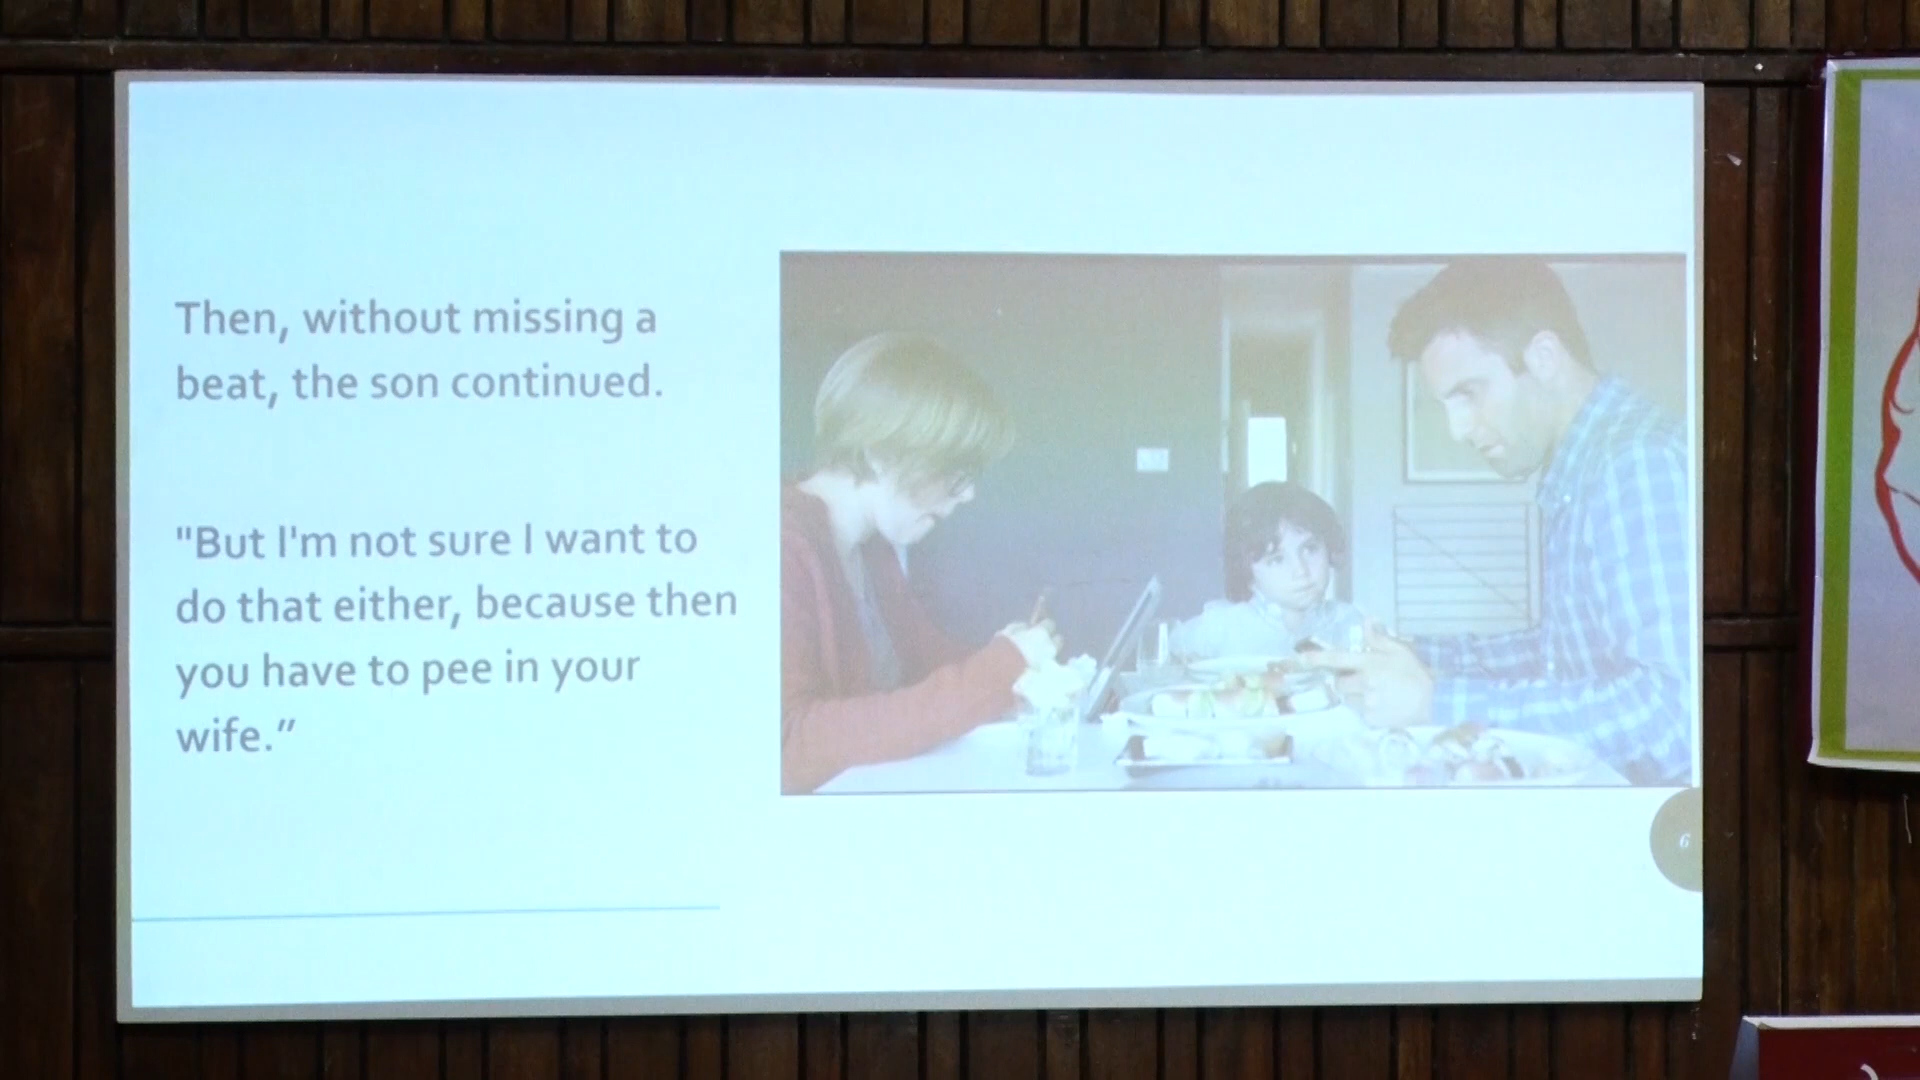 Then, without missing a
beat, the son continued.
"But I'm not sure I want to
do that either, because then
you have to pee in your
wife.”
6